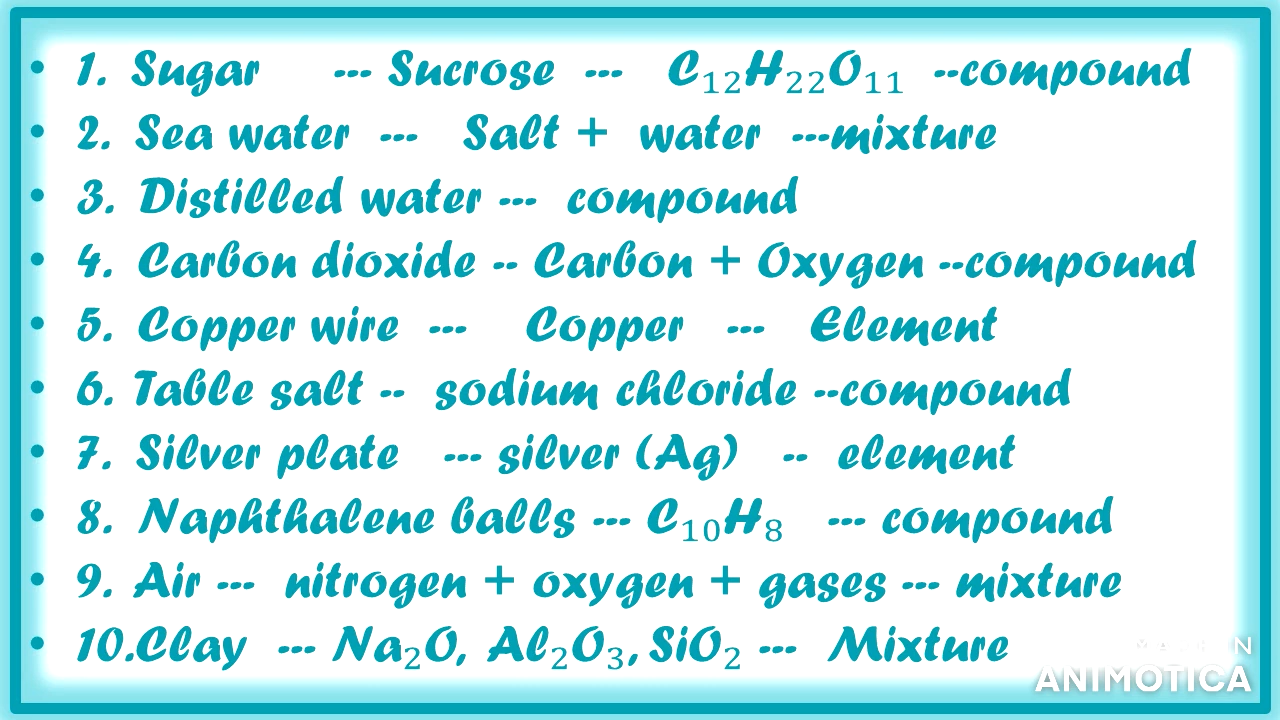 • 1. Sugar --- Sucrose --- C₁₂H₂₂O₁₁ --compound
• 2. Sea water --- Salt + water ---mixture
• 3. Distilled water --- compound
• 4. Carbon dioxide -- Carbon + Oxygen --compound
• 5. Copper wire --- Copper --- Element
• 6. Table salt -- sodium chloride --compound
• 7. Silver plate --- silver (Ag) -- element
• 8. Naphthalene balls --- C₁₀H₈ --- compound
• 9. Air --- nitrogen + oxygen + gases --- mixture
• 10.Clay --- Na₂O, Al₂O₃, SiO₂ --- Mixture
ANIMOTICA